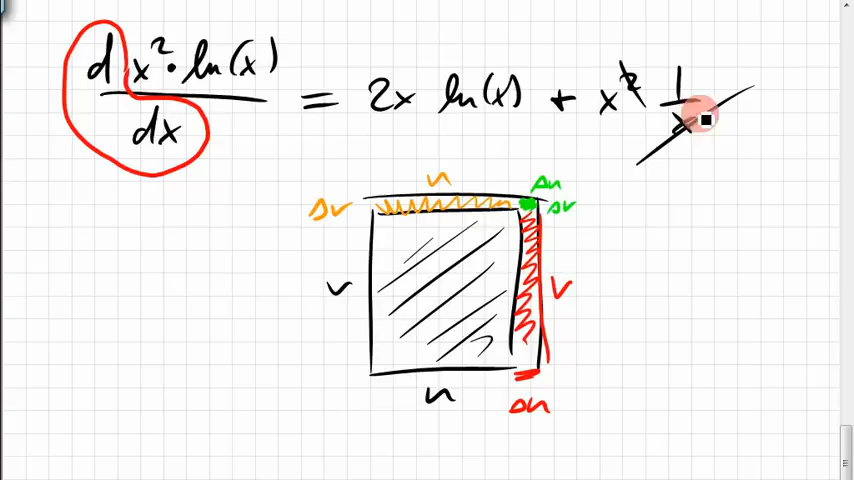 d x²·ln(x)
dx
= 2x ln(x) + x² 1/x
u
Δu
Δv
Δv
v
v
u
Δu